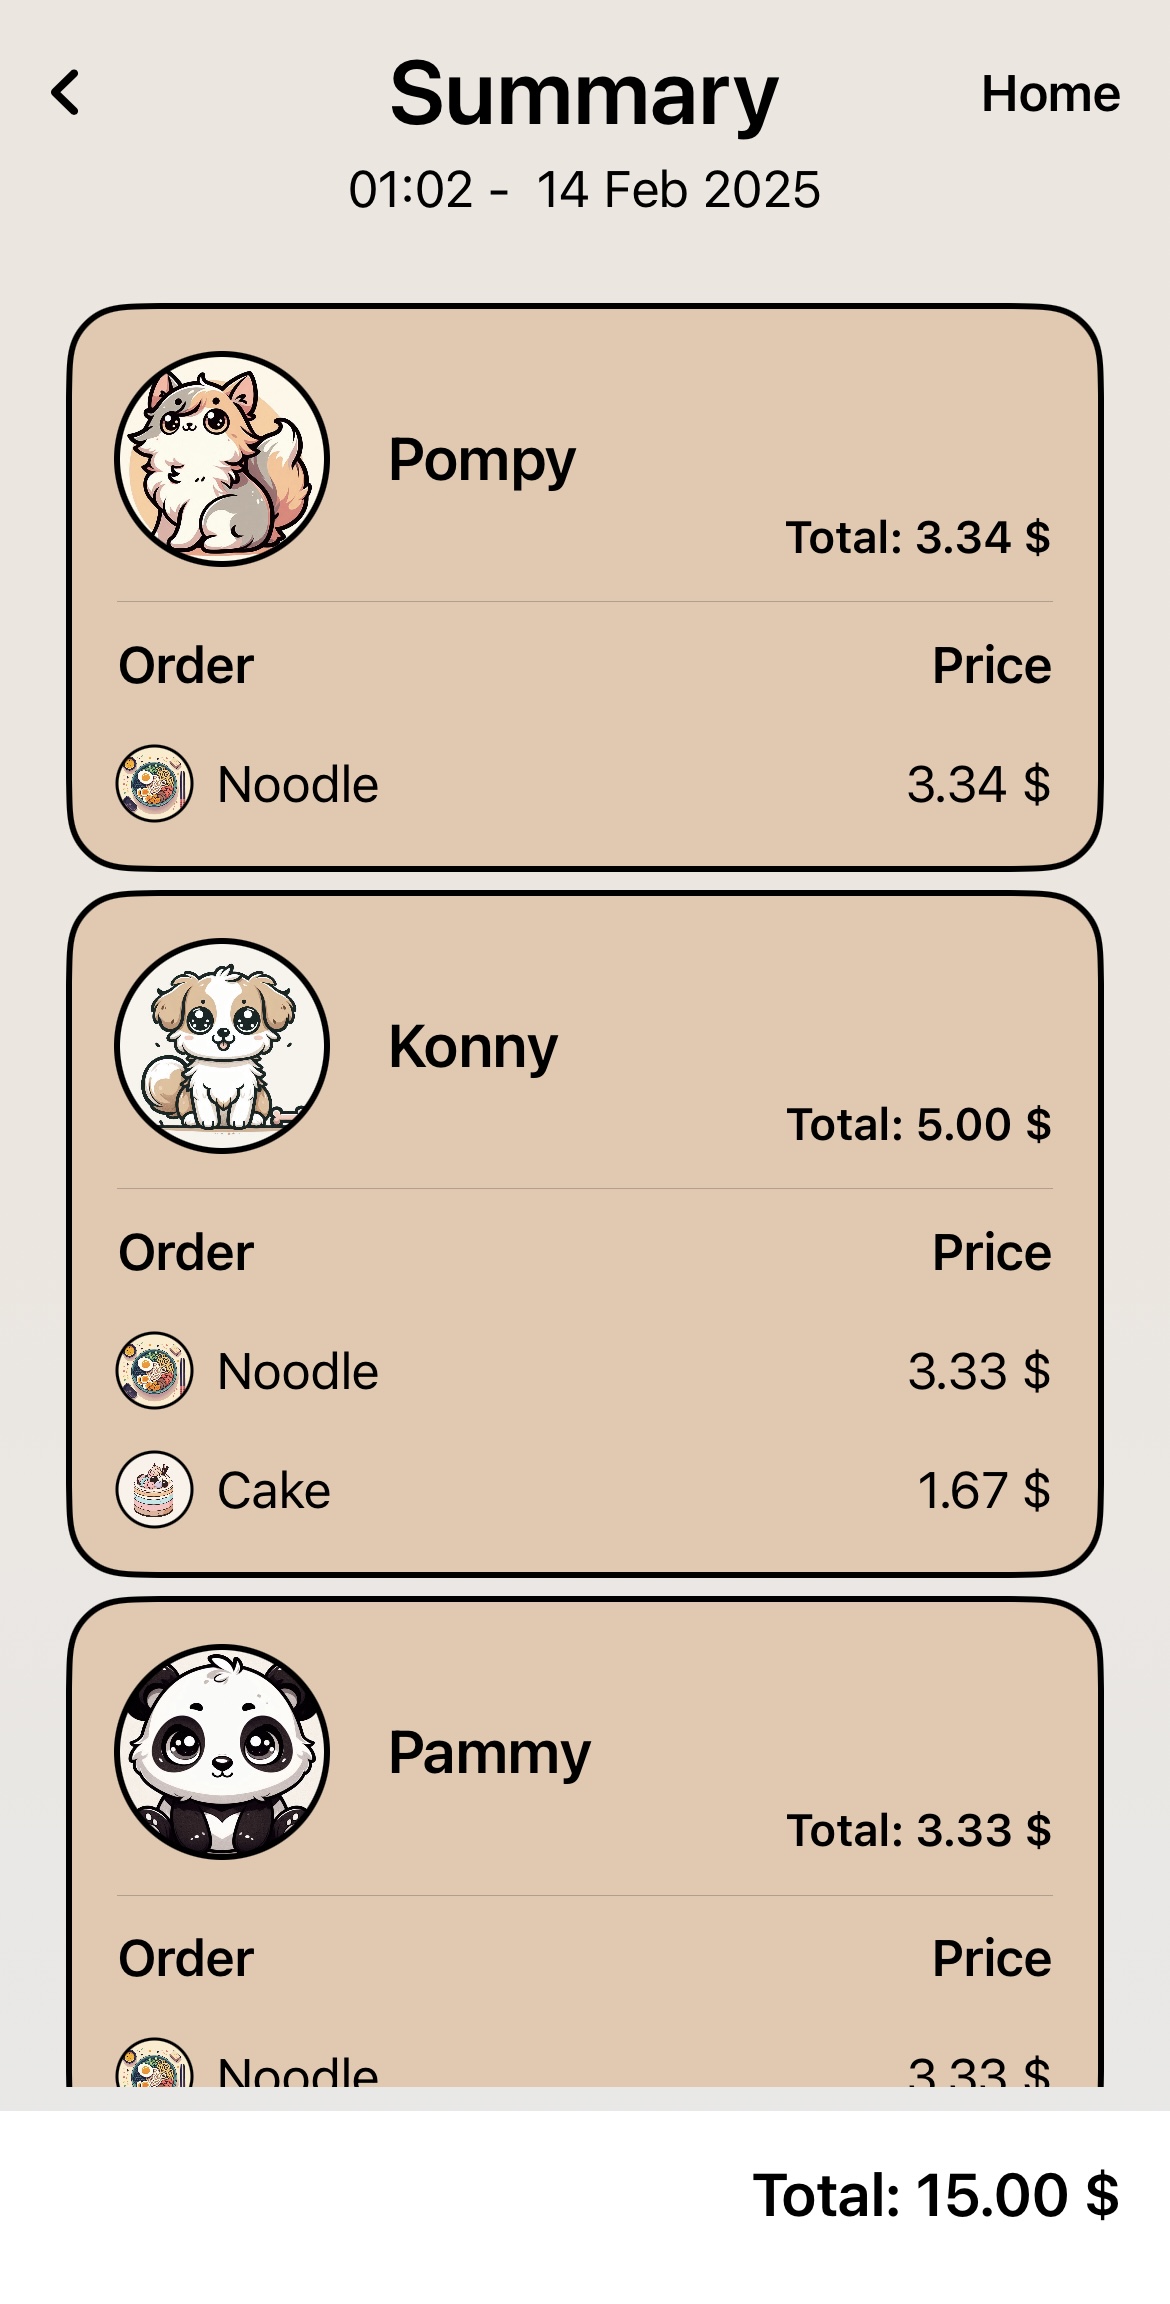 Summary
Home
01:02 -  14 Feb 2025
Pompy
Total: 3.34 $
Order Price
Noodle 3.34 $
Konny
Total: 5.00 $
Order Price
Noodle 3.33 $
Cake 1.67 $
Pammy
Total: 3.33 $
Order Price
Noodle 3.33 $
Total: 15.00 $